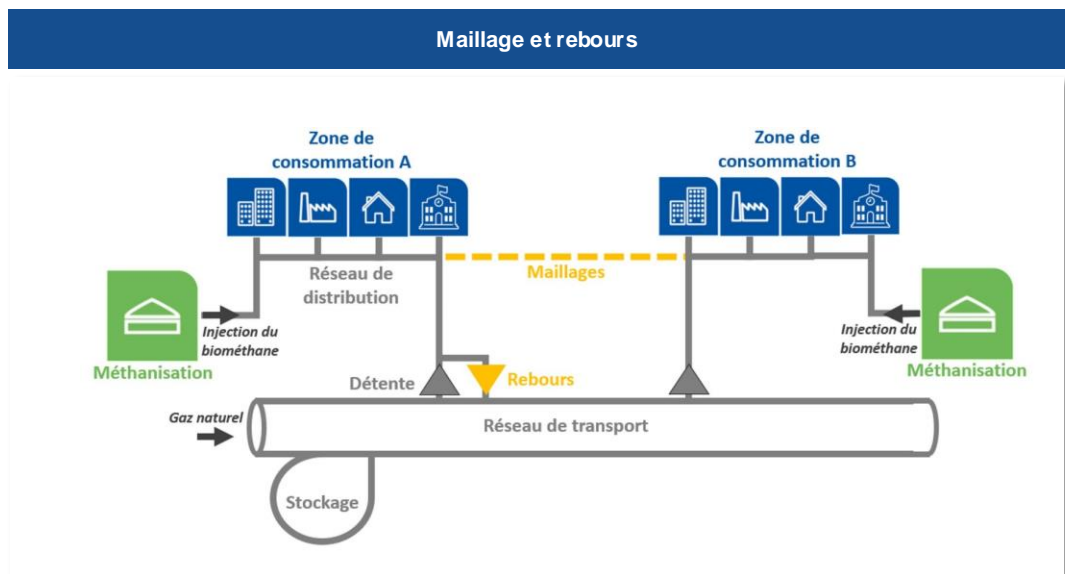 Maillage et rebours
Zone de
consommation A
Zone de
consommation B
Réseau de
distribution
Maillages
Injection du
biométhane
Méthanisation
Injection du
biométhane
Méthanisation
Détente
Rebours
Gaz naturel
Réseau de transport
Stockage